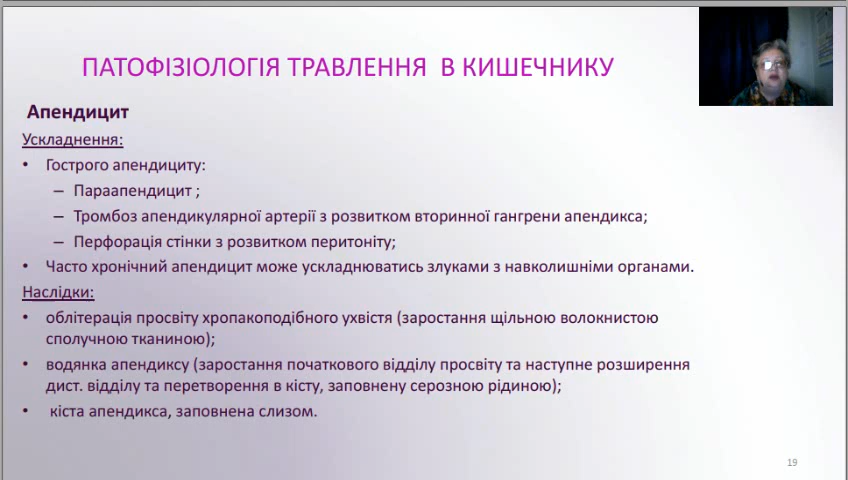 ПАТОФІЗІОЛОГІЯ ТРАВЛЕННЯ В КИШЕЧНИКУ
Апендицит
Ускладнення:
• Гострого апендициту:
– Параапендицит ;
– Тромбоз апендикулярної артерії з розвитком вторинної гангрени апендикса;
– Перфорація стінки з розвитком перитоніту;
• Часто хронічний апендицит може ускладнюватись злуками з навколишніми органами.
Наслідки:
• облітерація просвіту хропакоподібного ухвістя (заростання щільною волокнистою
сполучною тканиною);
• водянка апендиксу (заростання початкового відділу просвіту та наступне розширення
дист. відділу та перетворення в кісту, заповнену серозною рідиною);
• кіста апендикса, заповнена слизом.
19